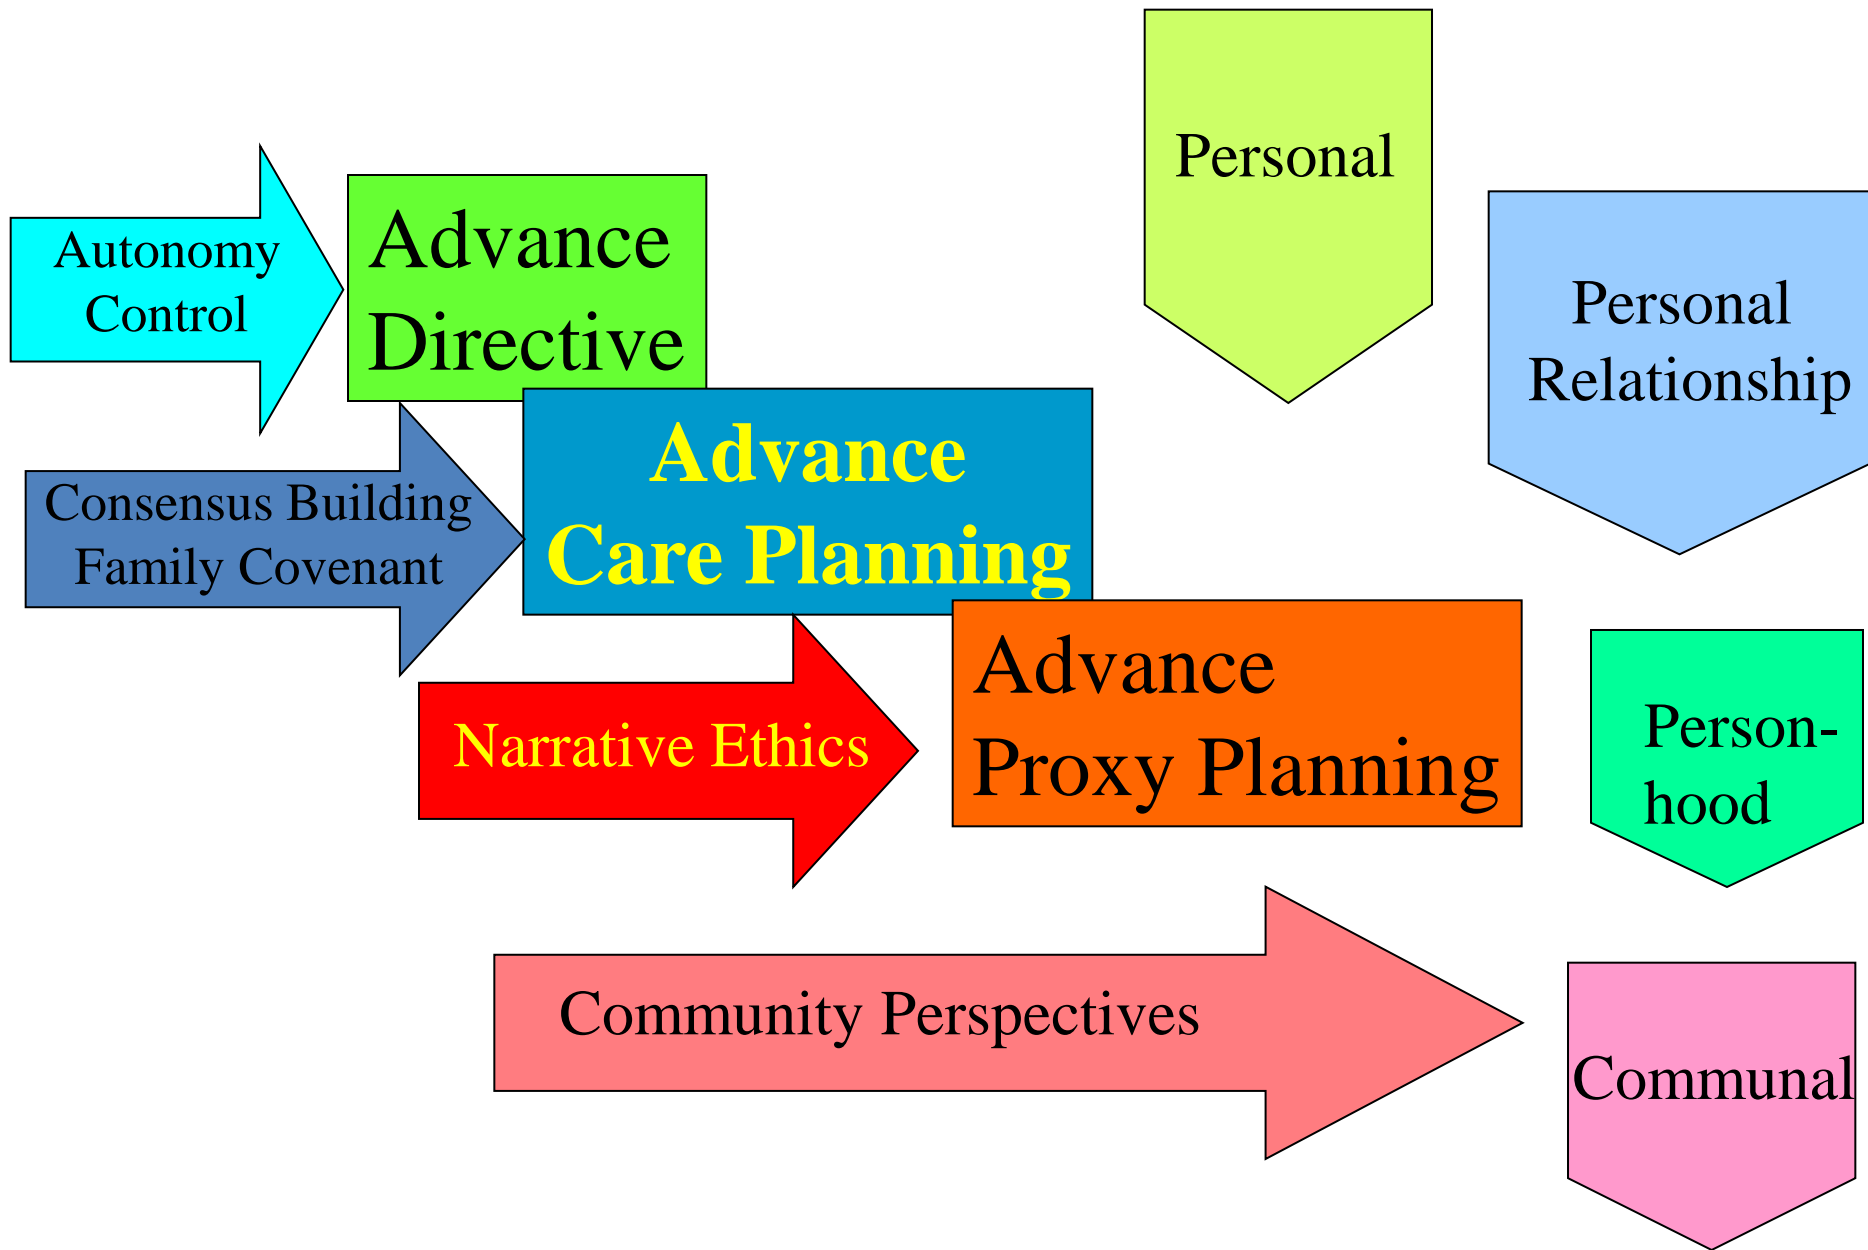 Personal
Autonomy
Control
Advance
Directive
Personal
Relationship
Consensus Building
Family Covenant
Advance
Care Planning
Narrative Ethics
Advance
Proxy Planning
Person-
hood
Community Perspectives
Communal